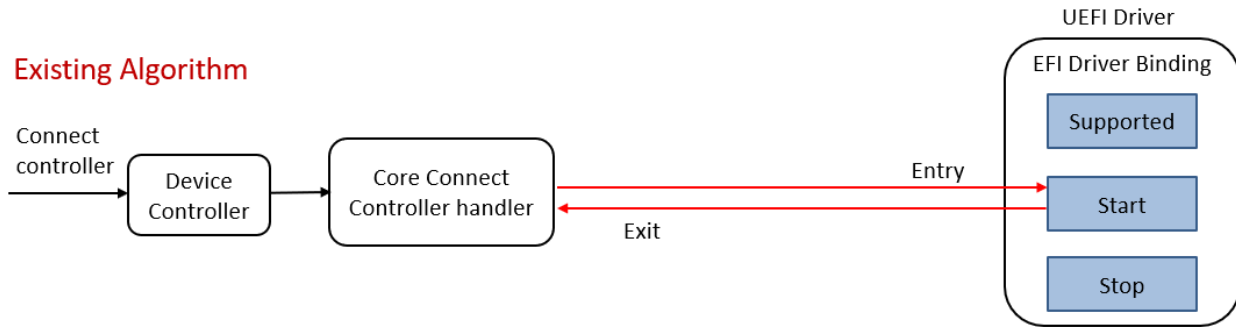 UEFI Driver
Existing Algorithm
EFI Driver Binding
Supported
Connect
controller
Device
Controller
Core Connect
Controller handler
Entry
Exit
Start
Stop